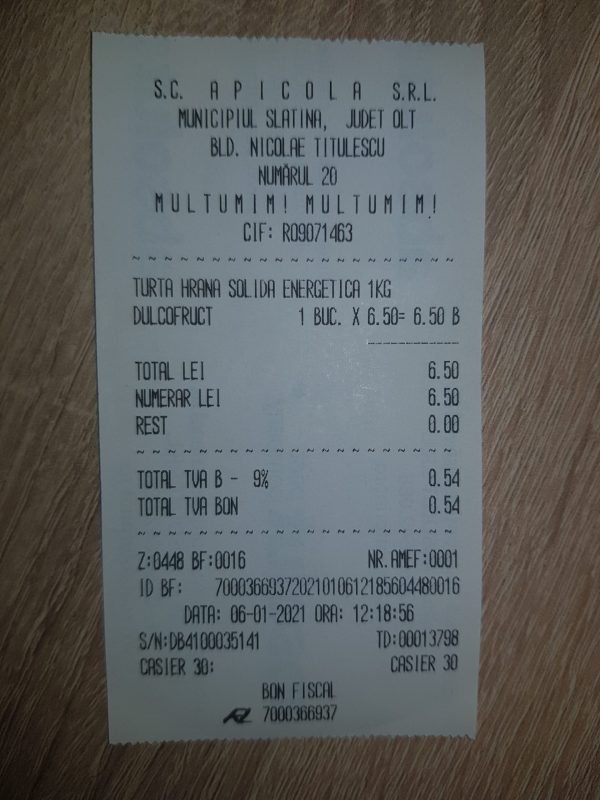 S.C. A P I C O L A S.R.L.
MUNICIPIUL SLATINA, JUDET OLT
BLD. NICOLAE TITULESCU
NUMĂRUL 20
M U L T U M I M ! M U L T U M I M !
CIF: RO9071463
~ ~ ~ ~ ~ ~ ~ ~ ~ ~ ~ ~ ~ ~ ~ ~ ~ ~ ~ ~ ~ ~ ~ ~
TURTA HRANA SOLIDA ENERGETICA 1KG
DULCOFRUCT 1 BUC. X 6.50= 6.50 B
------------
TOTAL LEI 6.50
NUMERAR LEI 6.50
REST 0.00
~ ~ ~ ~ ~ ~ ~ ~ ~ ~ ~ ~ ~ ~ ~ ~ ~ ~ ~ ~ ~ ~ ~ ~
TOTAL TVA B - 9% 0.54
TOTAL TVA BON 0.54
~ ~ ~ ~ ~ ~ ~ ~ ~ ~ ~ ~ ~ ~ ~ ~ ~ ~ ~ ~ ~ ~ ~ ~
Z:0448 BF:0016 NR.AMEF:0001
ID BF: 70003669372021010612185604480016
DATA: 06-01-2021 ORA: 12:18:56
S/N:DB4100035141 TD:00013798
CASIER 30: CASIER 30
BON FISCAL
7000366937